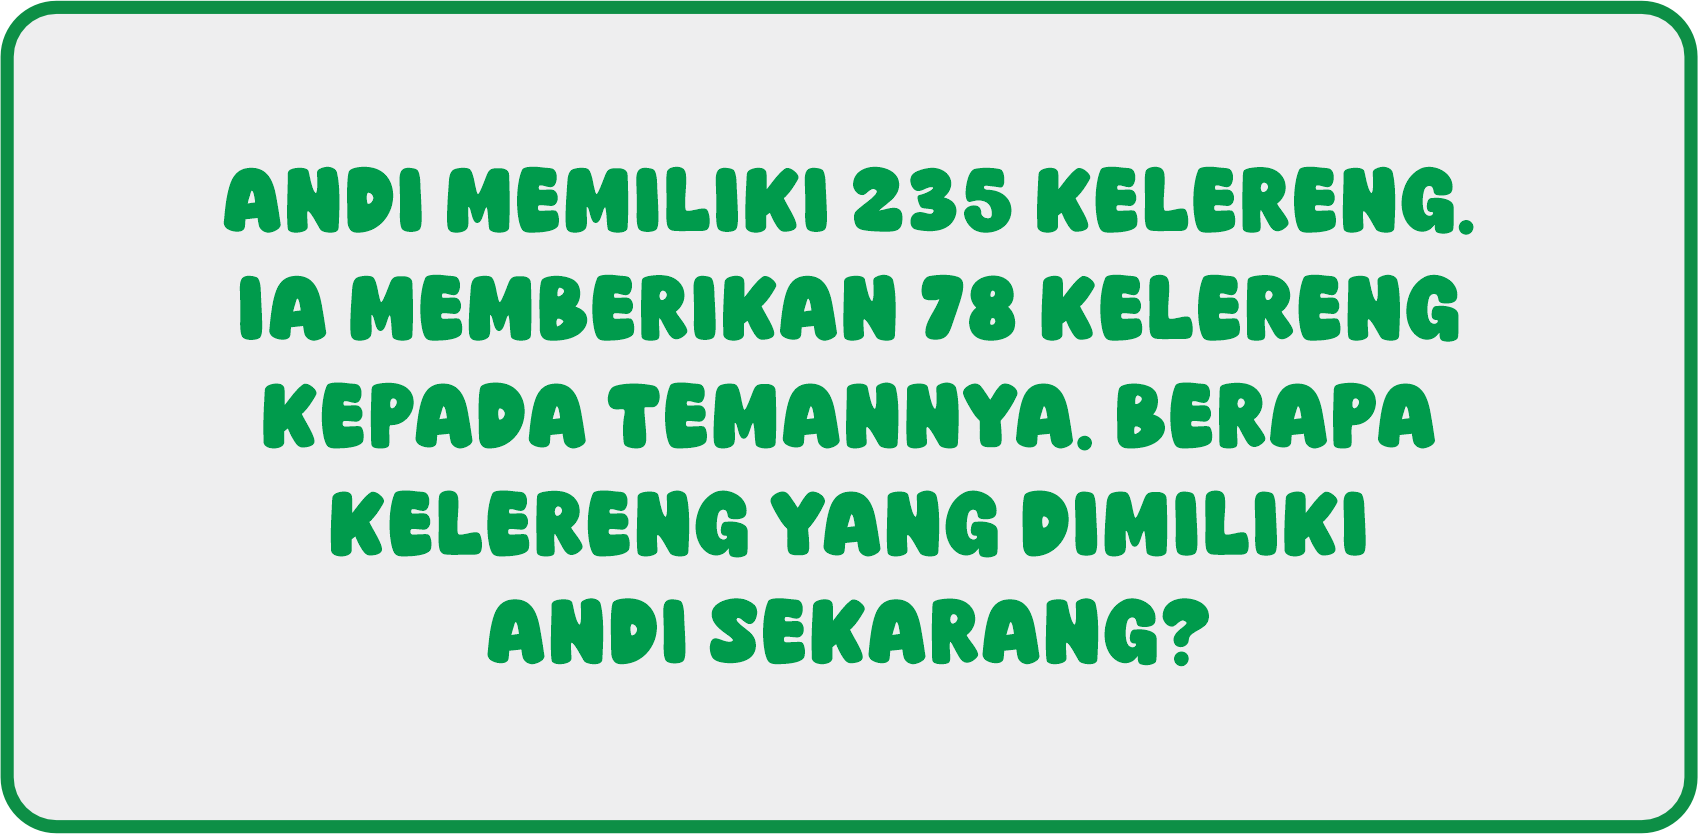 ANDI MEMILIKI 235 KELERENG.
IA MEMBERIKAN 78 KELERENG
KEPADA TEMANNYA. BERAPA
KELERENG YANG DIMILIKI
ANDI SEKARANG?